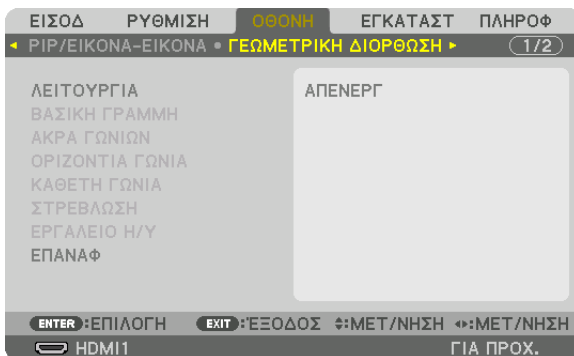 ΕΙΣΟΔ ΡΥΘΜΙΣΗ ΟΘΟΝΗ ΕΓΚΑΤΑΣΤ ΠΛΗΡΟΦ
◂ PIP/ΕΙΚΟΝΑ-ΕΙΚΟΝΑ • ΓΕΩΜΕΤΡΙΚΗ ΔΙΟΡΘΩΣΗ ▸ 1/2
ΛΕΙΤΟΥΡΓΙΑ ΑΠΕΝΕΡΓ
ΒΑΣΙΚΗ ΓΡΑΜΜΗ
ΑΚΡΑ ΓΩΝΙΩΝ
ΟΡΙΖΟΝΤΙΑ ΓΩΝΙΑ
ΚΑΘΕΤΗ ΓΩΝΙΑ
ΣΤΡΕΒΛΩΣΗ
ΕΡΓΑΛΕΙΟ Η/Υ
ΕΠΑΝΑΦ
ENTER :ΕΠΙΛΟΓΗ EXIT :ΈΞΟΔΟΣ ♦:ΜΕΤ/ΝΗΣΗ ◂▸:ΜΕΤ/ΝΗΣΗ
HDMI1 ΓΙΑ ΠΡΟΧ.